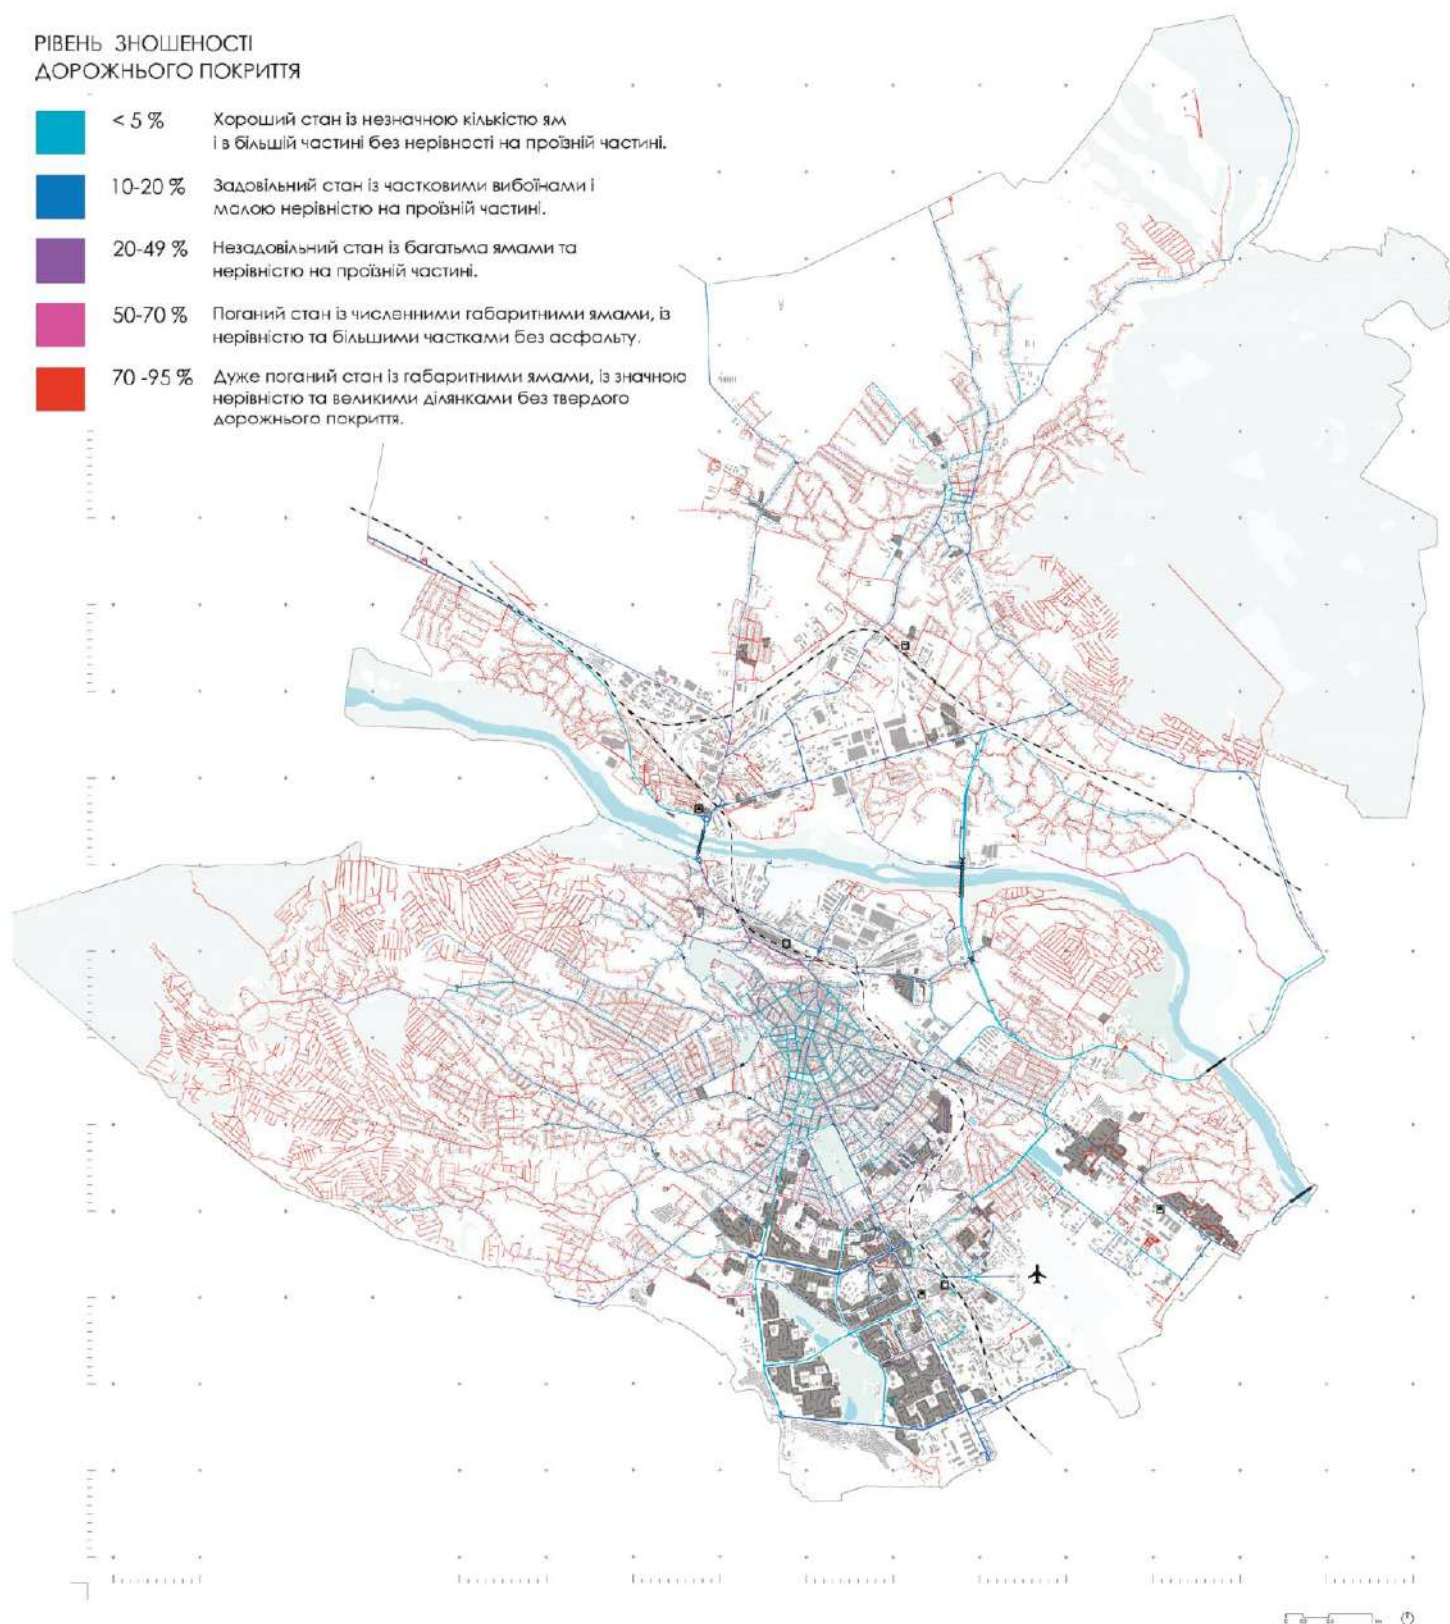 РІВЕНЬ ЗНОШЕНОСТІ
ДОРОЖНЬОГО ПОКРИТТЯ
< 5 % Хороший стан із незначною кількістю ям
і в більшій частині без нерівності на проїзній частині.
10-20 % Задовільний стан із частковими вибоїнами і
малою нерівністю на проїзній частині.
20-49 % Незадовільний стан із багатьма ямами та
нерівністю на проїзній частині.
50-70 % Поганий стан із численними габаритними ямами, із
нерівністю та більшими частками без асфальту.
70 -95 % Дуже поганий стан із габаритними ямами, із значною
нерівністю та великими ділянками без твердого
дорожнього покриття.